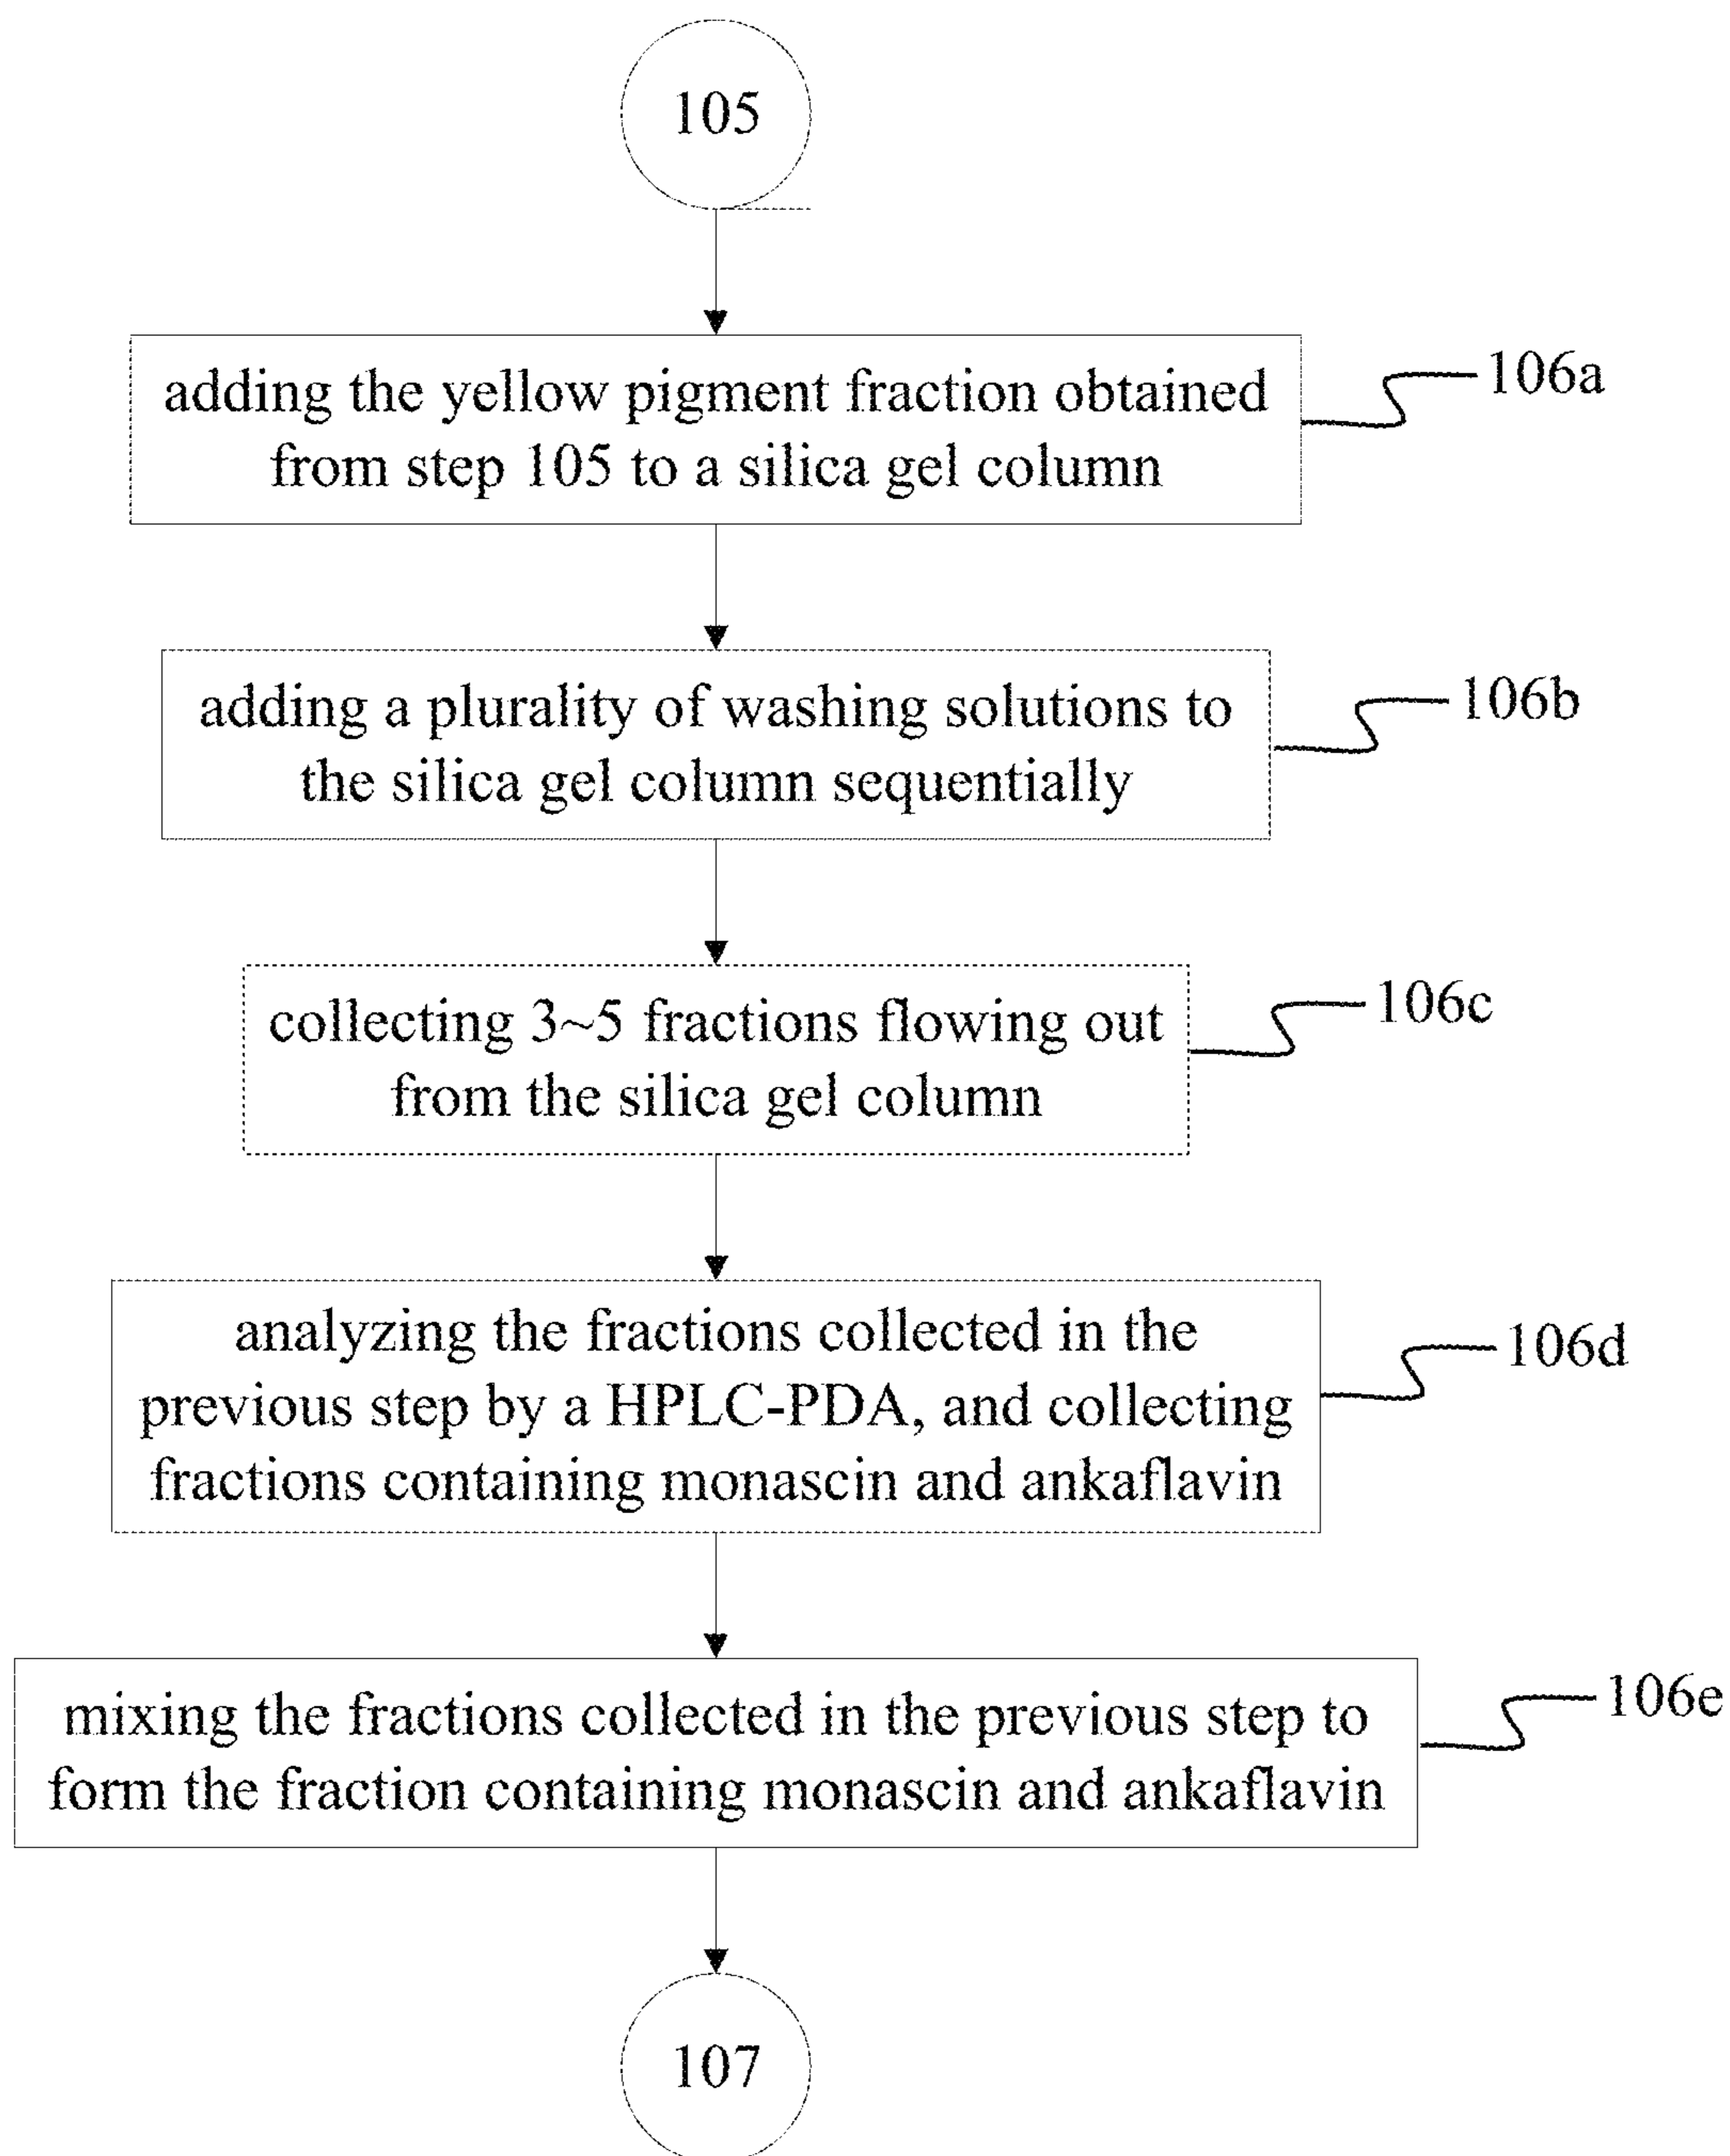 105
adding the yellow pigment fraction obtained
from step 105 to a silica gel column
106a
adding a plurality of washing solutions to
the silica gel column sequentially
106b
collecting 3~5 fractions flowing out
from the silica gel column
106c
analyzing the fractions collected in the
previous step by a HPLC-PDA, and collecting
fractions containing monascin and ankaflavin
106d
mixing the fractions collected in the previous step to
form the fraction containing monascin and ankaflavin
106e
107